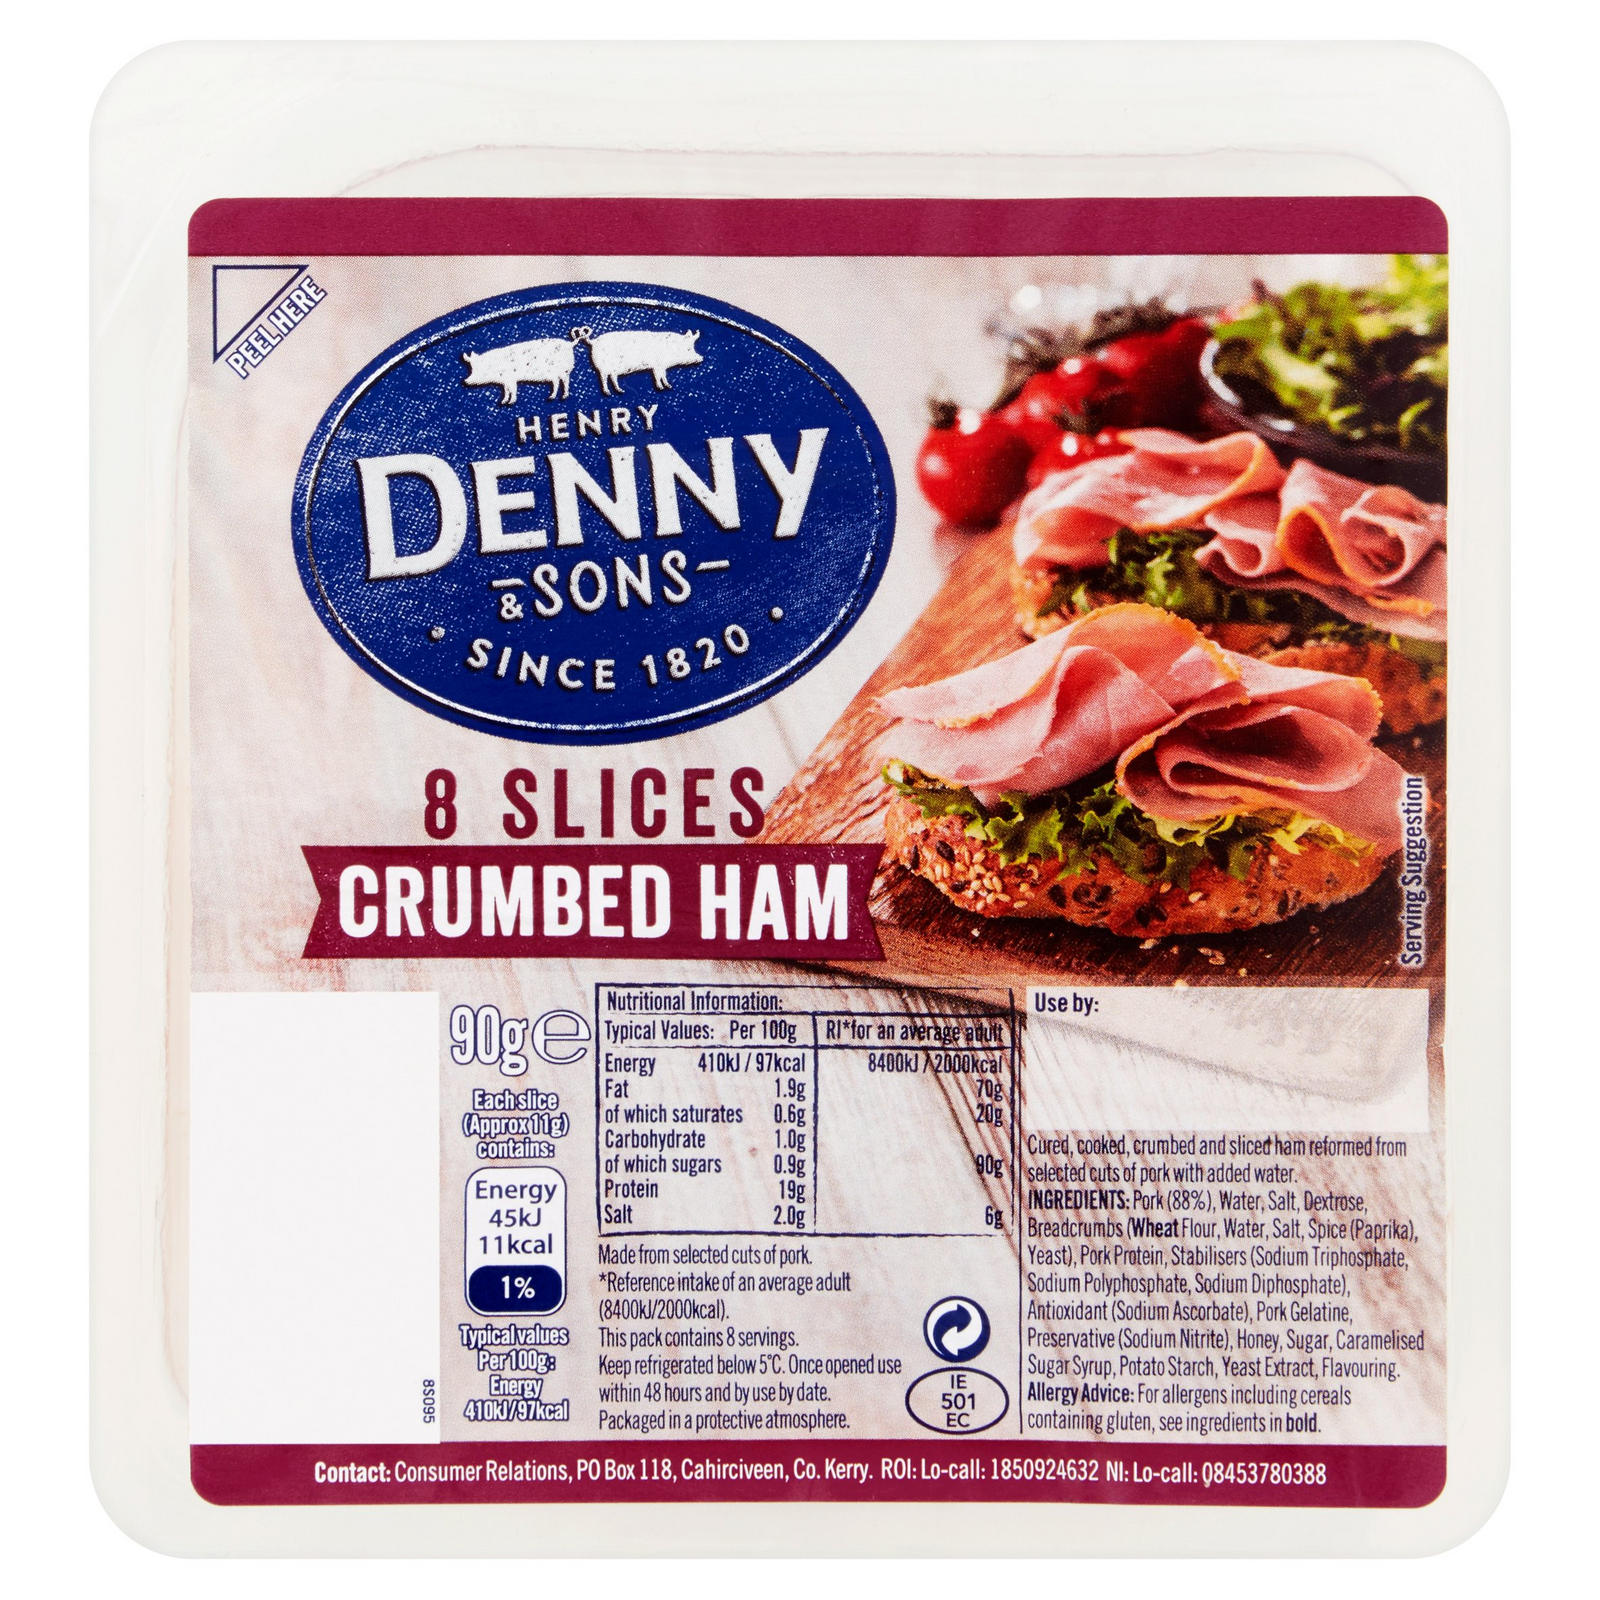 PEEL HERE
HENRY
DENNY
& SONS
• SINCE 1820 •
8 SLICES
CRUMBED HAM
Serving Suggestion
90g e
Each slice
(Approx 11g)
contains:
Energy
45kJ
11kcal
1%
Typical values
Per 100g:
Energy
410kJ/97kcal
8S095
Nutritional Information:
Typical Values: Per 100g RI*for an average adult
Energy 410kJ / 97kcal 8400kJ / 2000kcal
Fat 1.9g 70g
of which saturates 0.6g 20g
Carbohydrate 1.0g
of which sugars 0.9g 90g
Protein 19g
Salt 2.0g 6g
Made from selected cuts of pork.
*Reference intake of an average adult
(8400kJ/2000kcal).
This pack contains 8 servings.
Keep refrigerated below 5°C. Once opened use
within 48 hours and by use by date.
Packaged in a protective atmosphere.
IE
501
EC
Use by:
Cured, cooked, crumbed and sliced ham reformed from
selected cuts of pork with added water.
INGREDIENTS: Pork (88%), Water, Salt, Dextrose,
Breadcrumbs (Wheat Flour, Water, Salt, Spice (Paprika),
Yeast), Pork Protein, Stabilisers (Sodium Triphosphate,
Sodium Polyphosphate, Sodium Diphosphate),
Antioxidant (Sodium Ascorbate), Pork Gelatine,
Preservative (Sodium Nitrite), Honey, Sugar, Caramelised
Sugar Syrup, Potato Starch, Yeast Extract, Flavouring.
Allergy Advice: For allergens including cereals
containing gluten, see ingredients in bold.
Contact: Consumer Relations, PO Box 118, Cahirciveen, Co. Kerry. ROI: Lo-call: 1850924632 NI: Lo-call: 08453780388